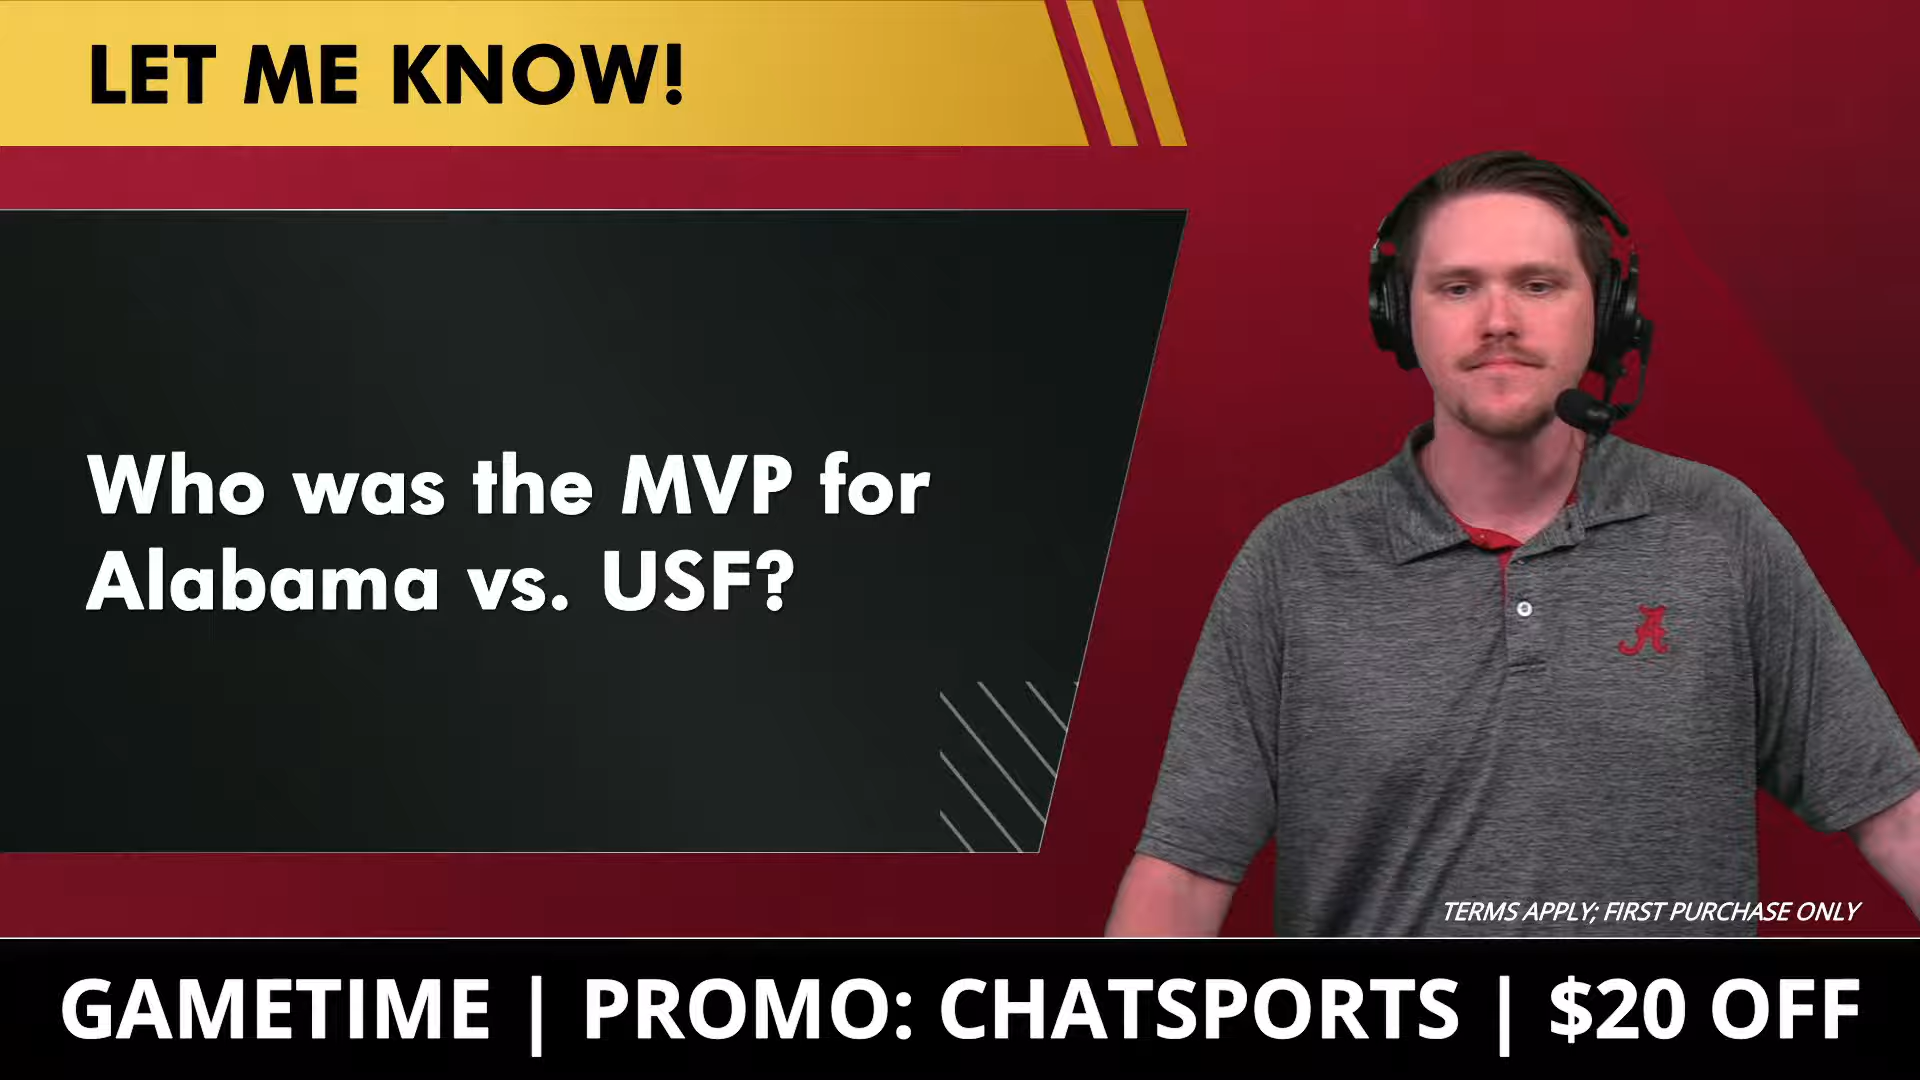 LET ME KNOW!
Who was the MVP for
Alabama vs. USF?
TERMS APPLY; FIRST PURCHASE ONLY
GAMETIME | PROMO: CHATSPORTS | $20 OFF